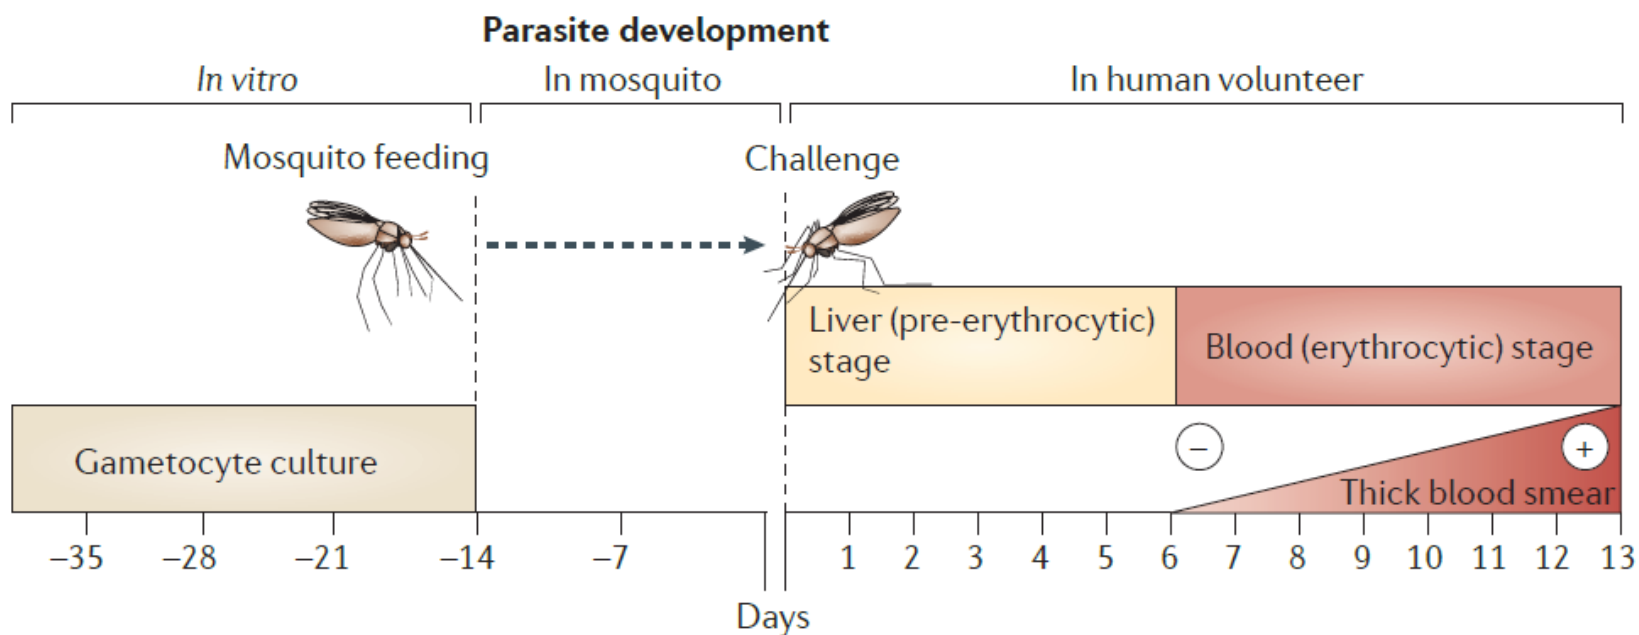 Parasite development
In vitro
In mosquito
In human volunteer
Mosquito feeding
Challenge
Liver (pre-erythrocytic)
stage
Blood (erythrocytic) stage
Gametocyte culture
–
+
Thick blood smear
–35
–28
–21
–14
–7
1
2
3
4
5
6
7
8
9
10
11
12
13
Days